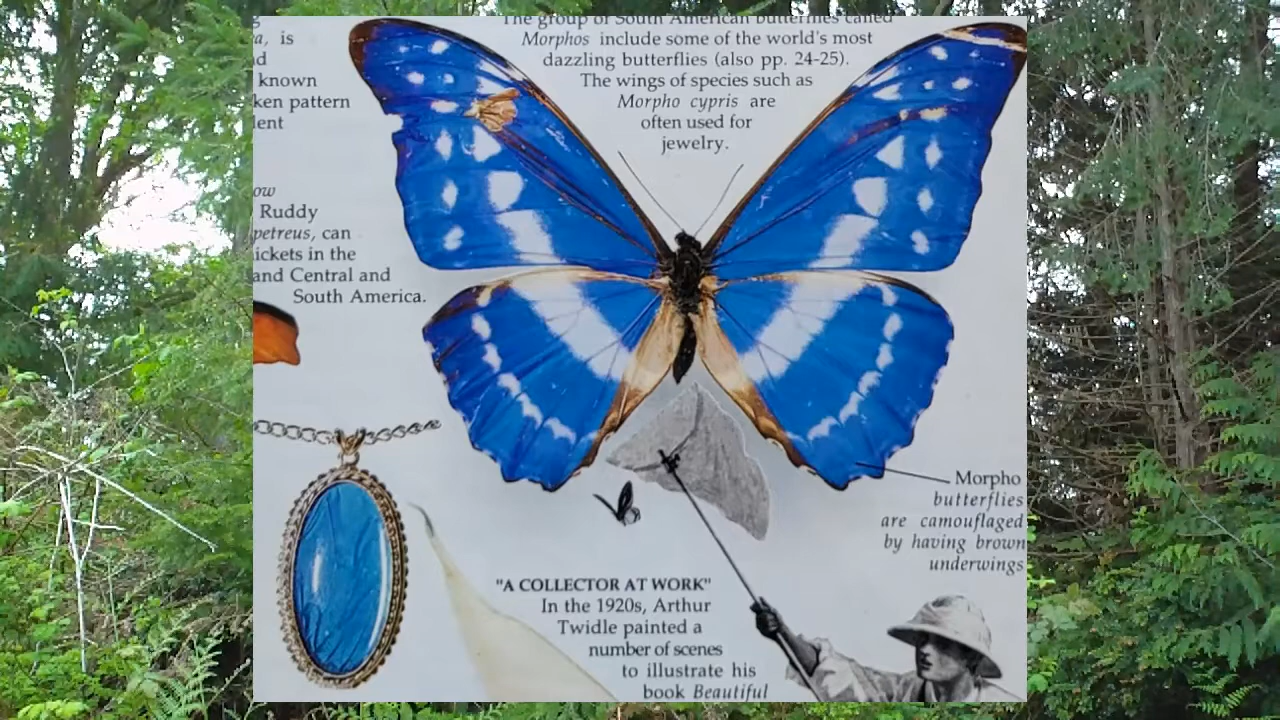 The group of South American butterflies called
Morphos include some of the world's most
dazzling butterflies (also pp. 24-25).
The wings of species such as
Morpho cypris are
often used for
jewelry.
is
known
ken pattern
lent
ow
Ruddy
petreus, can
ickets in the
and Central and
South America.
Morpho
butterflies
are camouflaged
by having brown
underwings
"A COLLECTOR AT WORK"
In the 1920s, Arthur
Twidle painted a
number of scenes
to illustrate his
book Beautiful